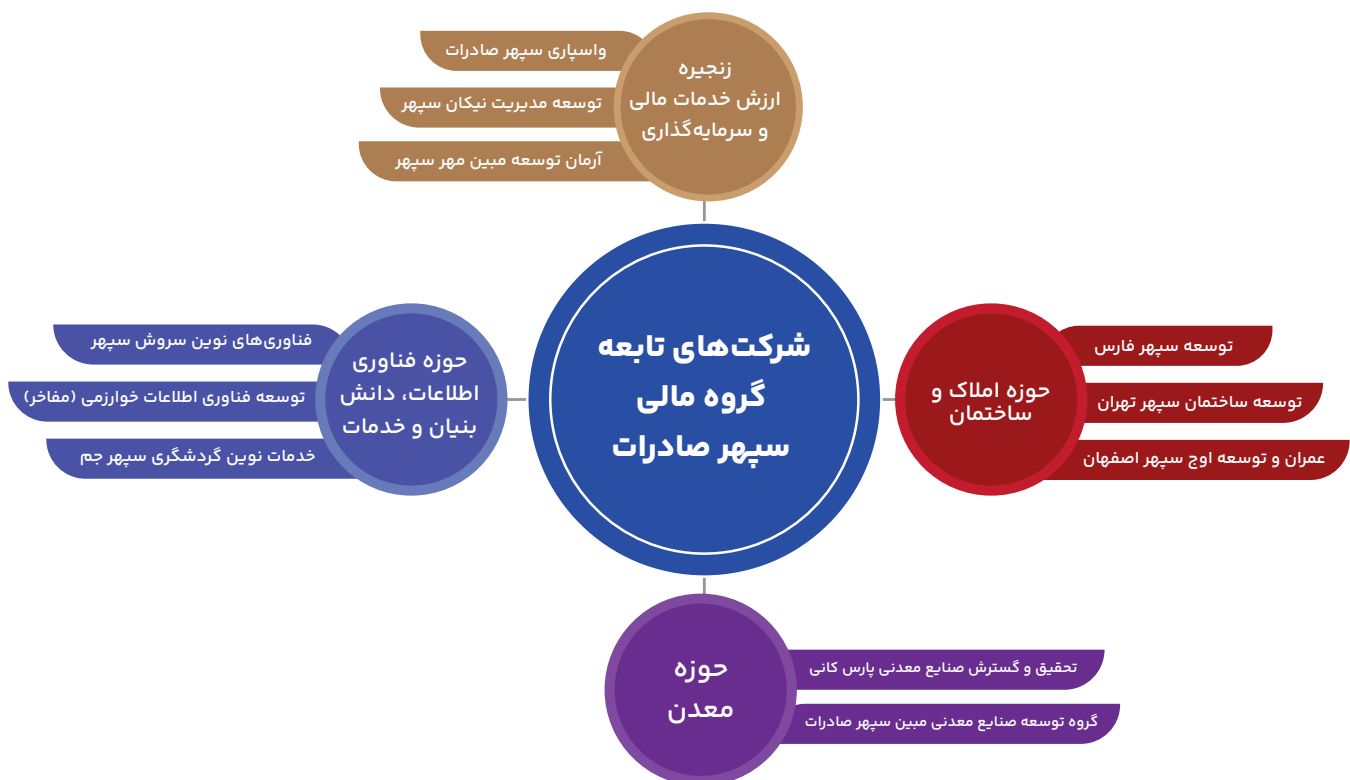 زنجیره
ارزش خدمات مالی
و سرمایه‌گذاری
واسپاری سپهر صادرات
توسعه مدیریت نیکان سپهر
آرمان توسعه مبین مهر سپهر
شرکت‌های تابعه
گروه مالی
سپهر صادرات
حوزه املاک و
ساختمان
توسعه سپهر فارس
توسعه ساختمان سپهر تهران
عمران و توسعه اوج سپهر اصفهان
حوزه فناوری
اطلاعات، دانش
بنیان و خدمات
فناوری‌های نوین سروش سپهر
توسعه فناوری اطلاعات خوارزمی (مفاخر)
خدمات نوین گردشگری سپهر جم
حوزه
معدن
تحقیق و گسترش صنایع معدنی پارس کانی
گروه توسعه صنایع معدنی مبین سپهر صادرات